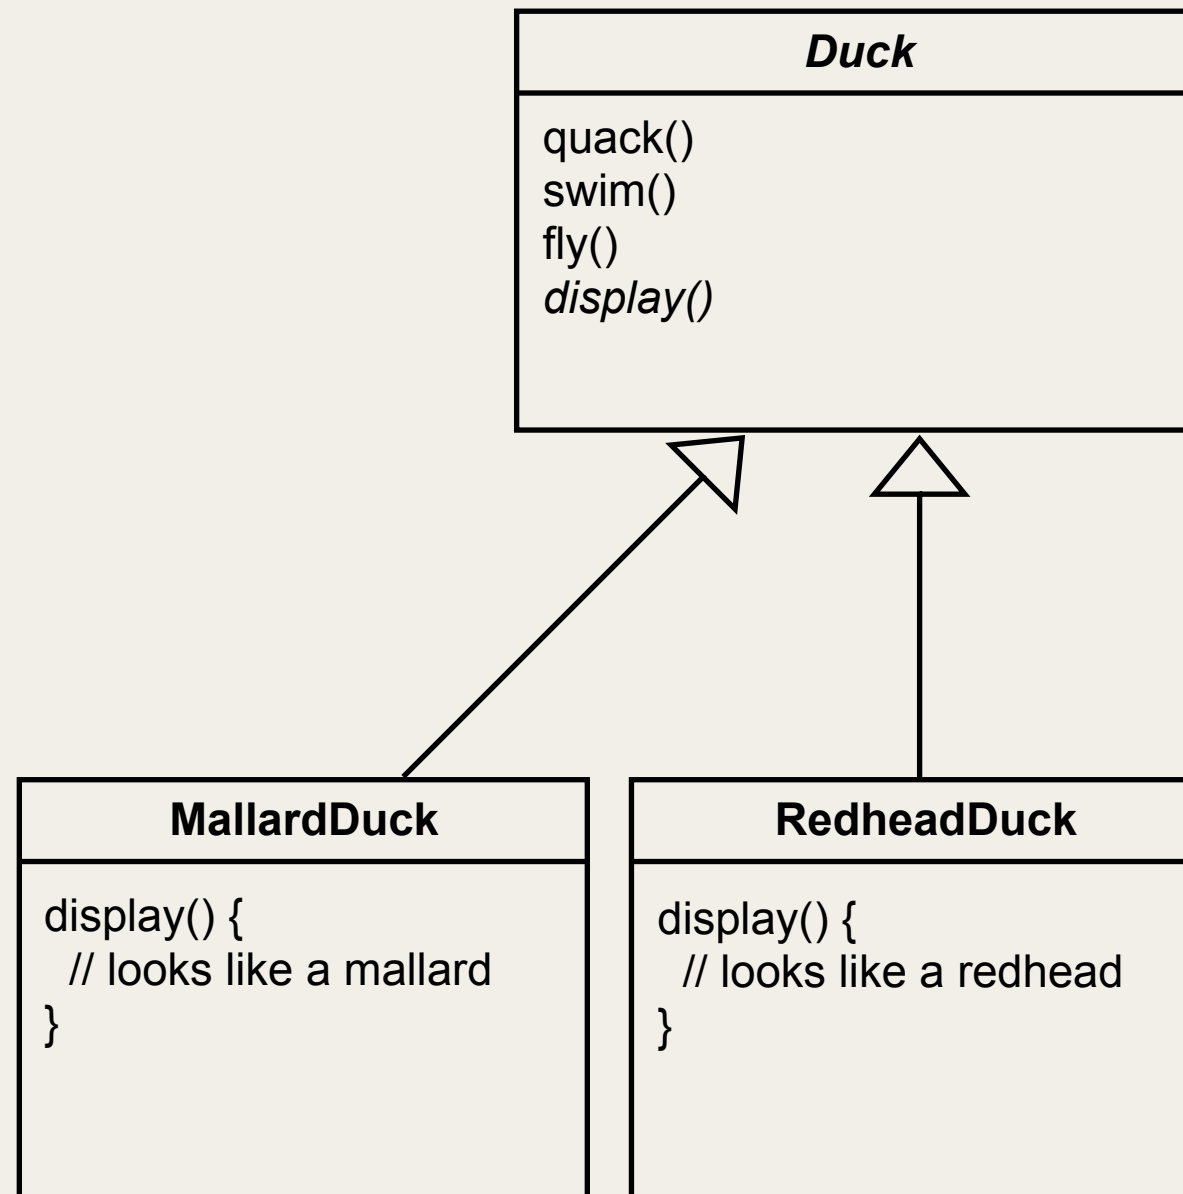 Duck
quack()
swim()
fly()
display()
MallardDuck
display() {
// looks like a mallard
}
RedheadDuck
display() {
// looks like a redhead
}